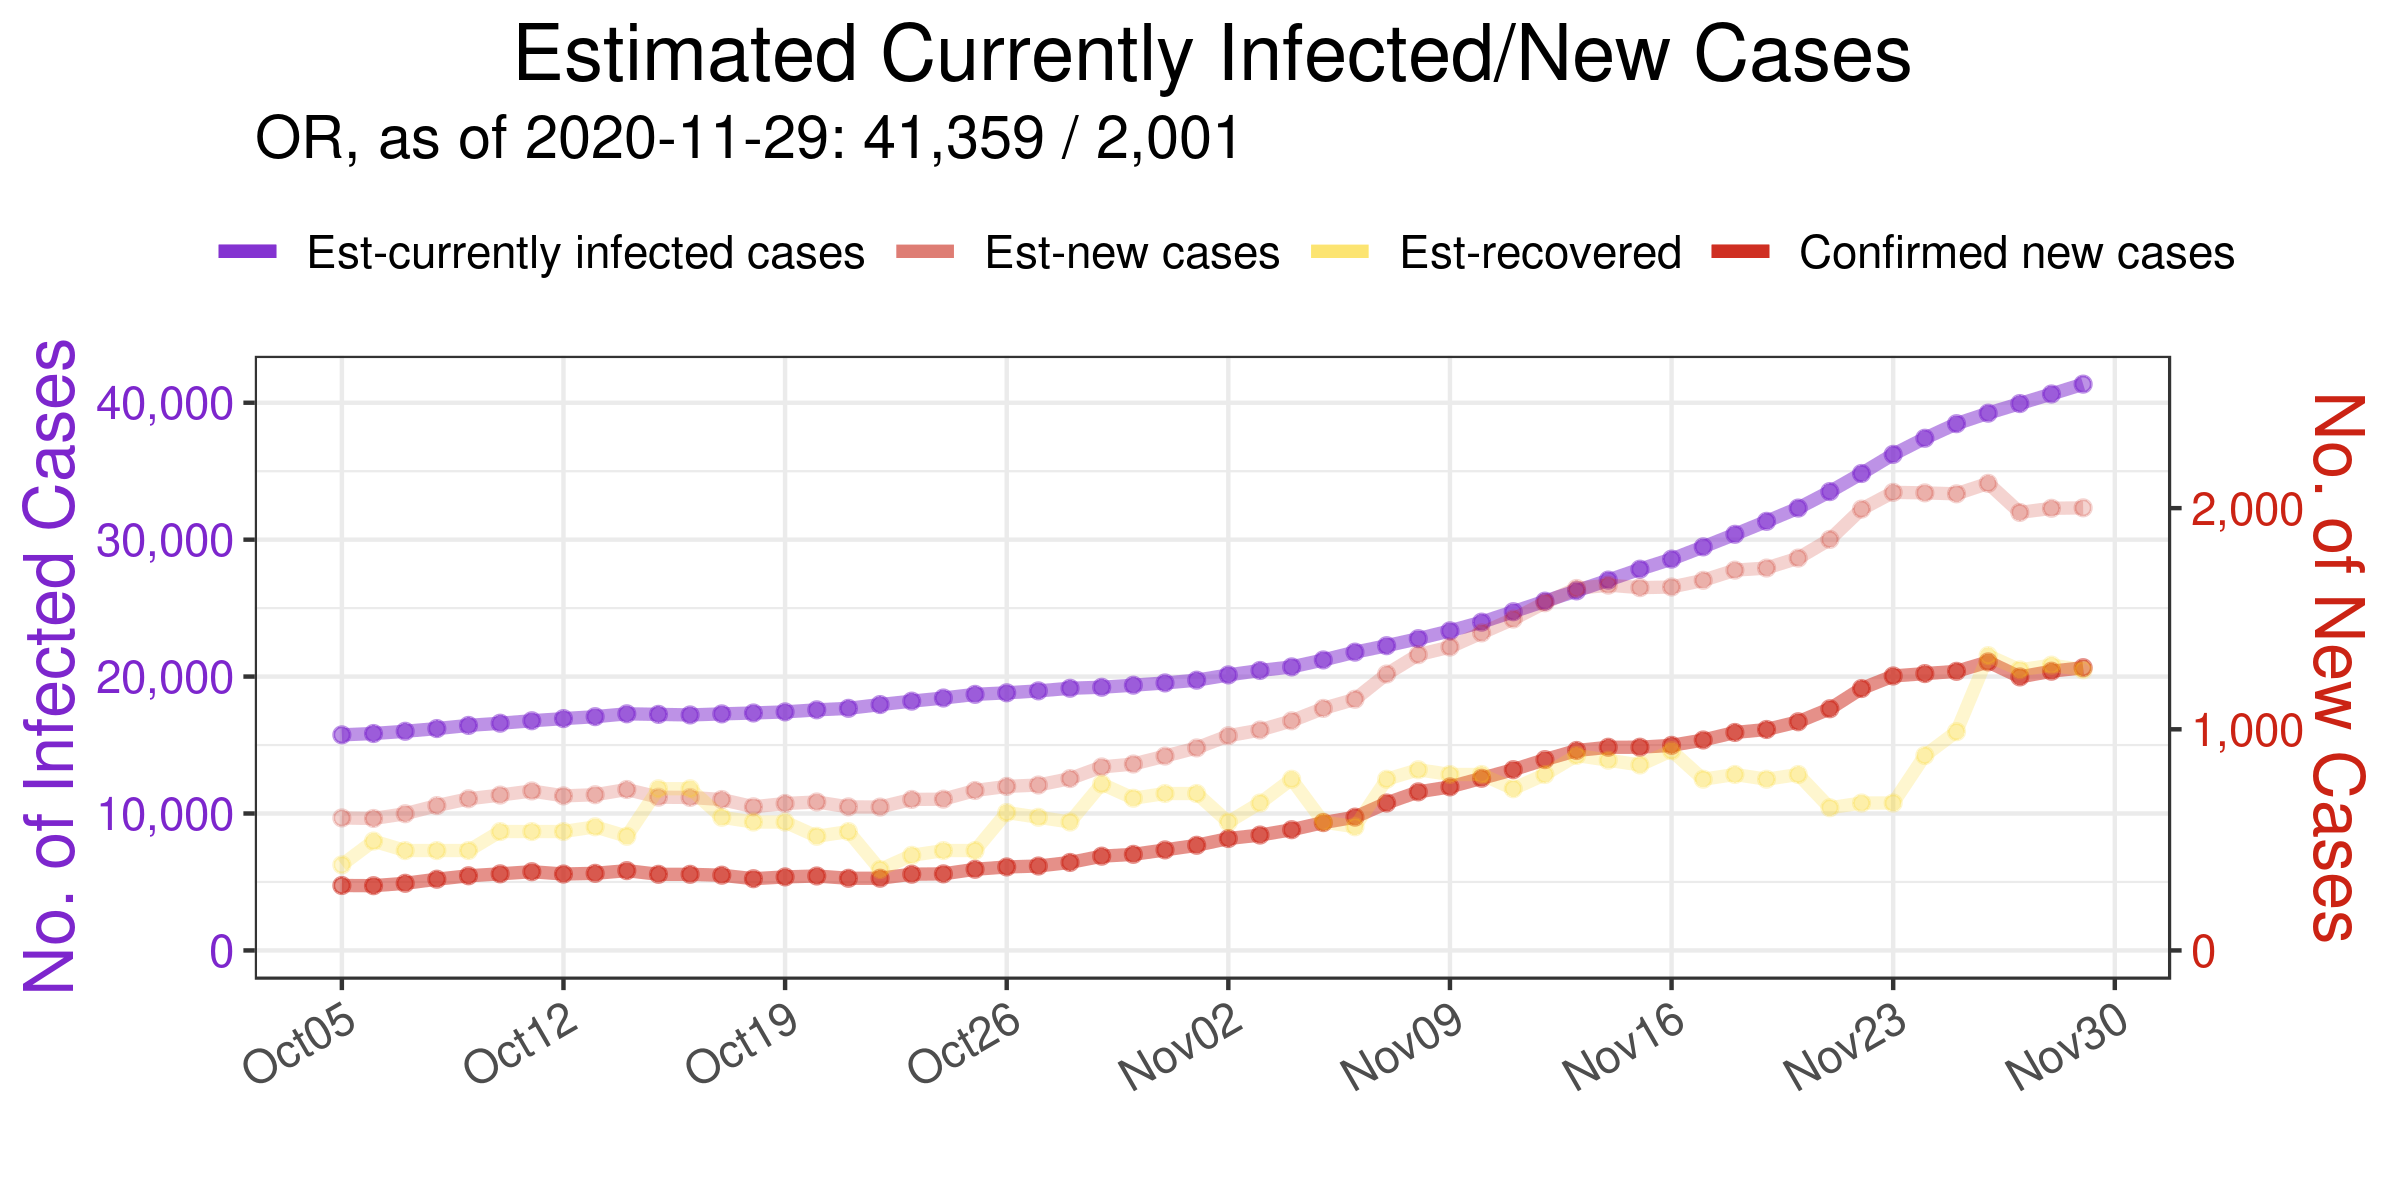 Estimated Currently Infected/New Cases
OR, as of 2020-11-29: 41,359 / 2,001
Est-currently infected cases Est-new cases Est-recovered Confirmed new cases
No. of Infected Cases
40,000
30,000
20,000
10,000
0
2,000
1,000
0
No. of New Cases
Oct05 Oct12 Oct19 Oct26 Nov02 Nov09 Nov16 Nov23 Nov30